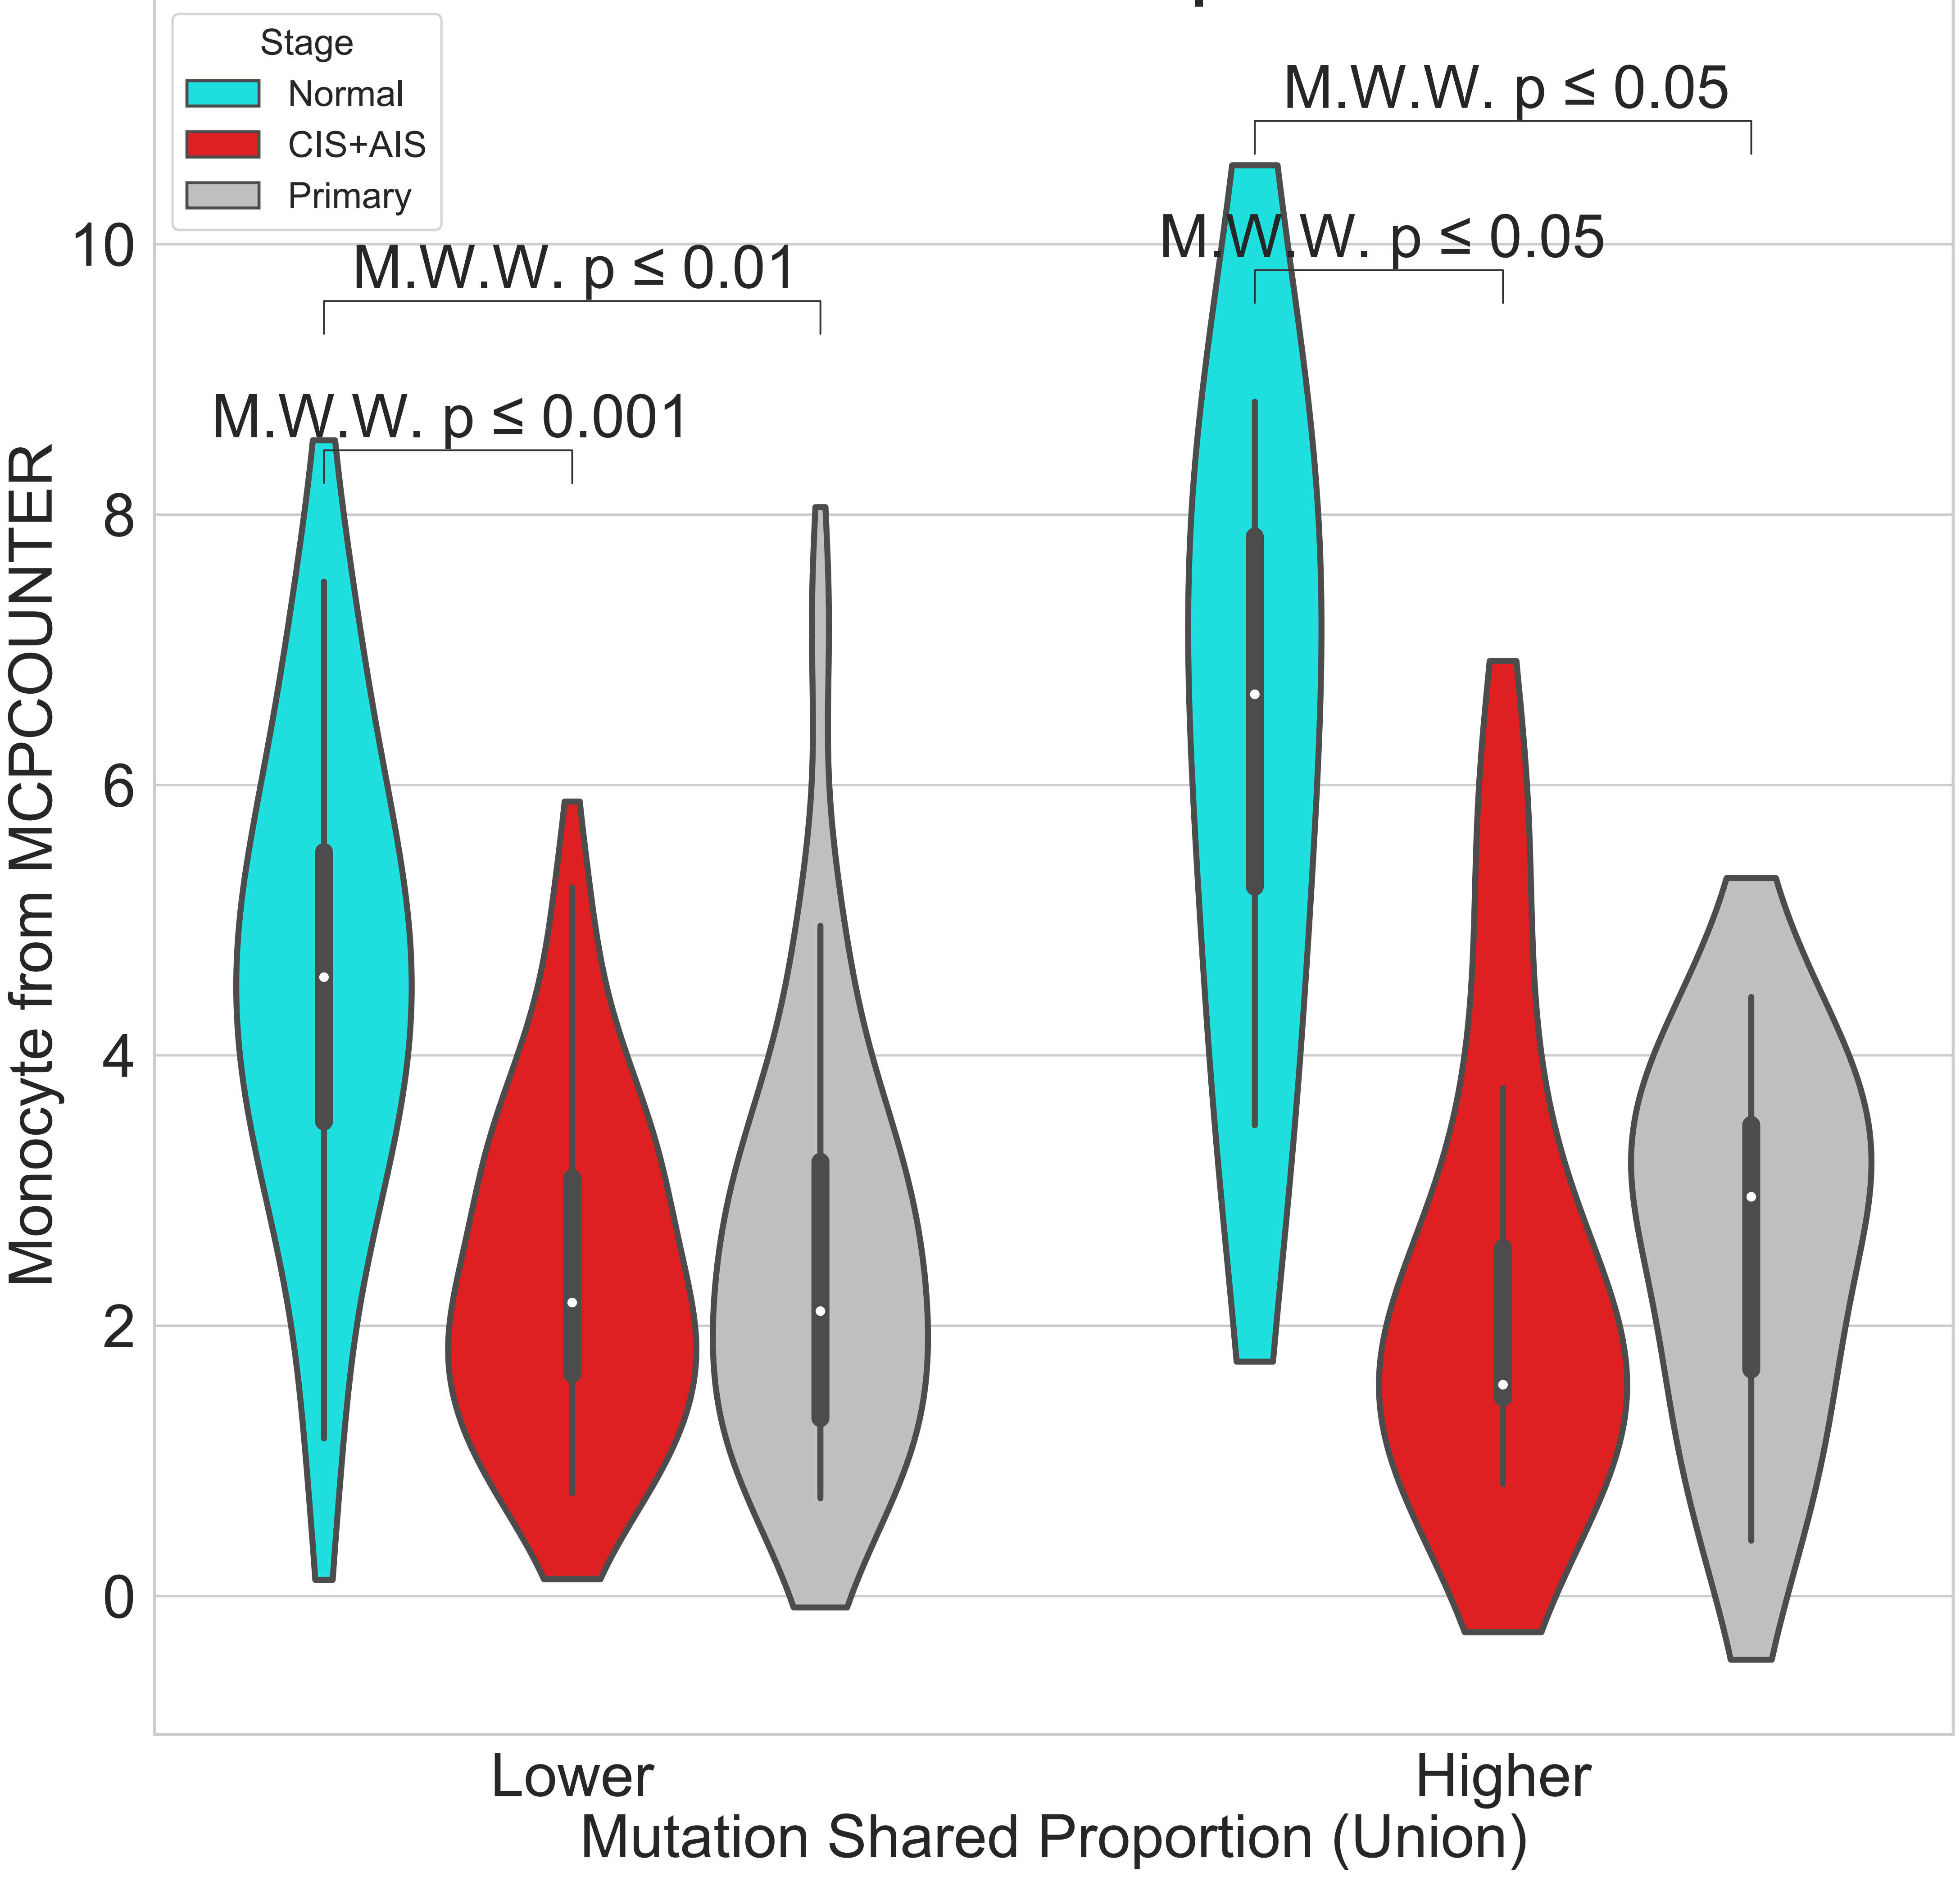 Stage
Normal
CIS+AIS
Primary
M.W.W. p ≤ 0.05
M.W.W. p ≤ 0.05
M.W.W. p ≤ 0.01
M.W.W. p ≤ 0.001
Monocyte from MCPCOUNTER
10
8
6
4
2
0
Lower
Higher
Mutation Shared Proportion (Union)